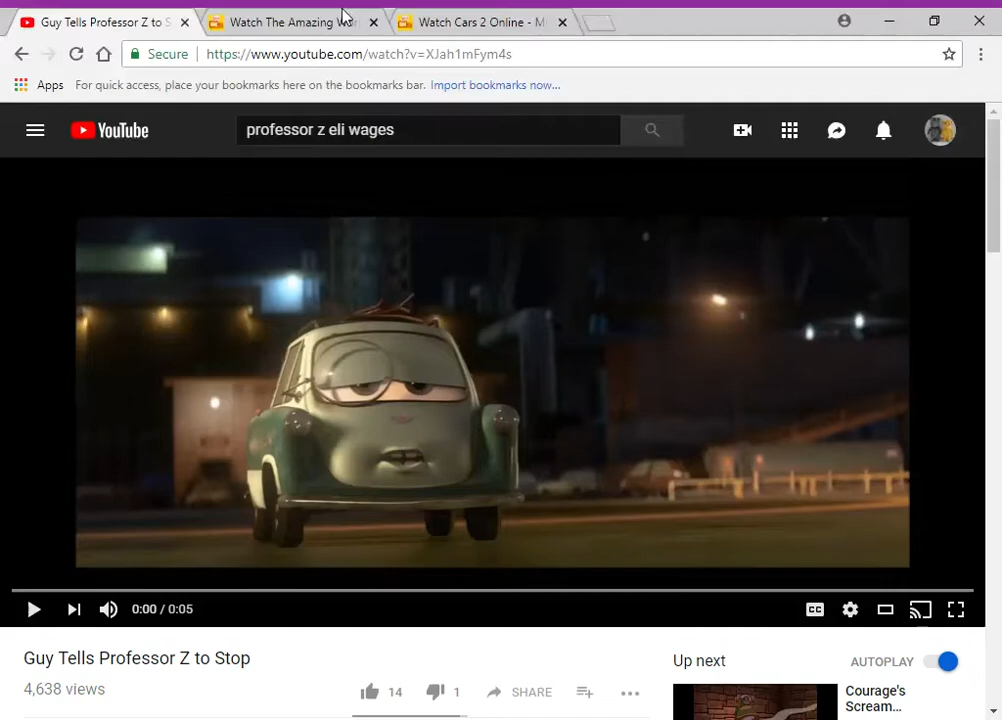 Guy Tells Professor Z to S
Watch The Amazing
Watch Cars 2 Online - M
Secure
https://www.youtube.com/watch?v=XJah1mFym4s
Apps
For quick access, place your bookmarks here on the bookmarks bar. Import bookmarks now...
YouTube
professor z eli wages
0:00 / 0:05
CC
Guy Tells Professor Z to Stop
4,638 views
14
1
SHARE
Up next
AUTOPLAY
Courage's
Scream...